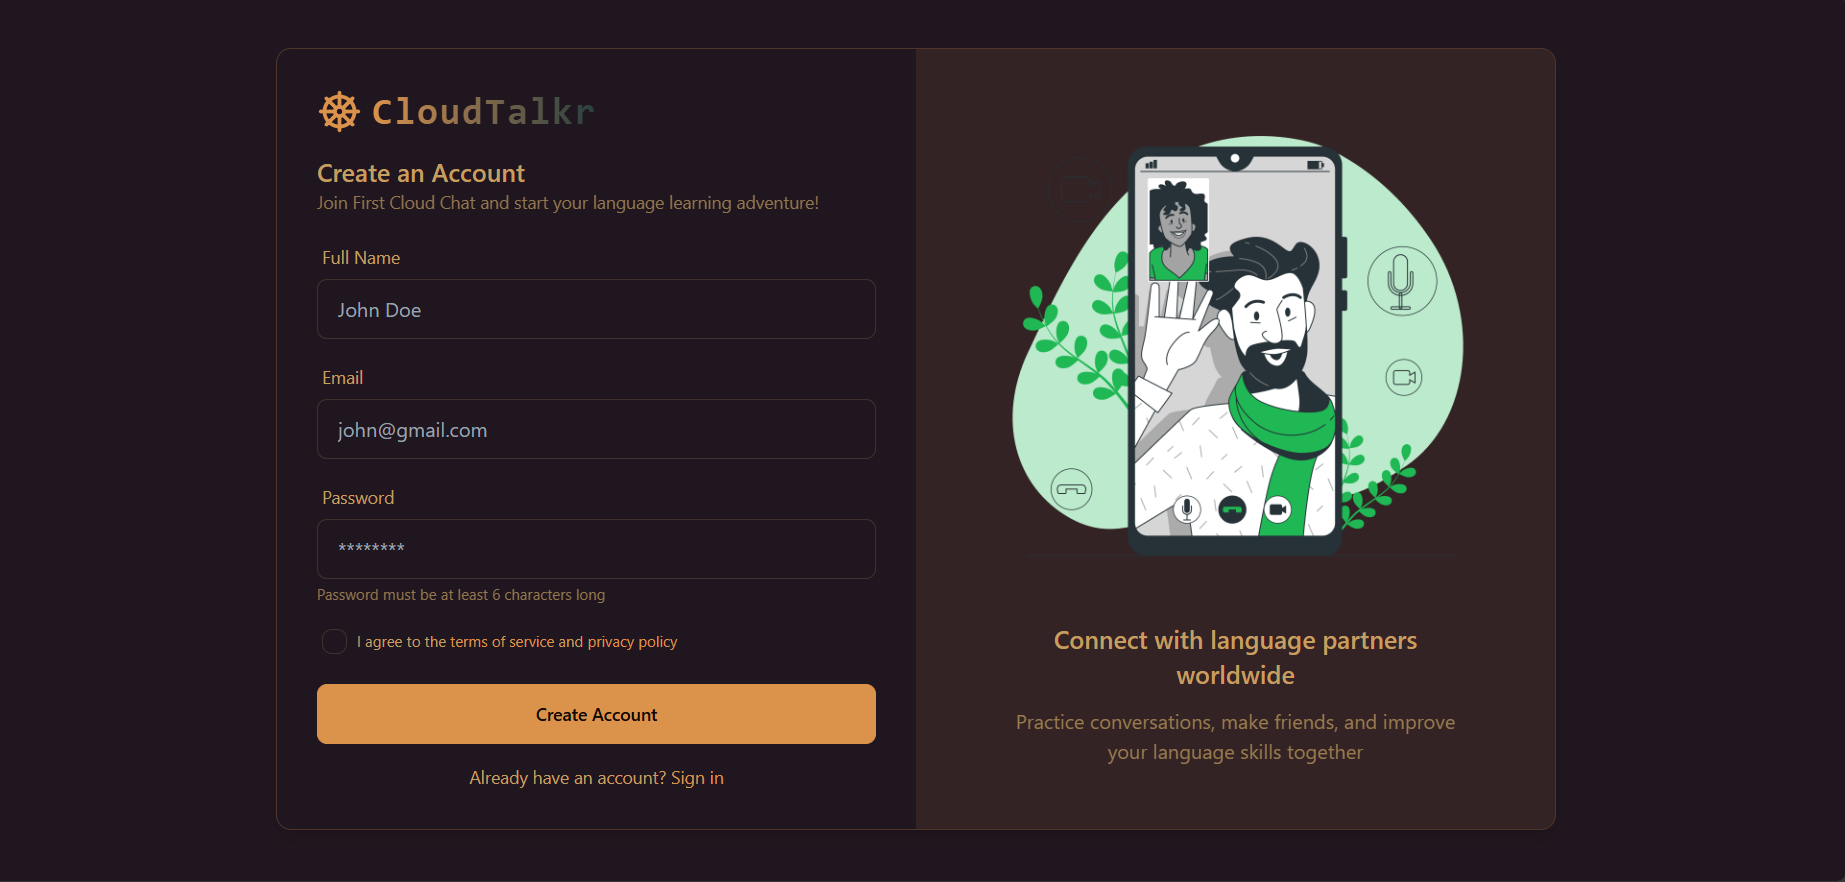 CloudTalkr
Create an Account
Join First Cloud Chat and start your language learning adventure!
Full Name
John Doe
Email
john@gmail.com
Password
********
Password must be at least 6 characters long
I agree to the terms of service and privacy policy
Create Account
Already have an account? Sign in
Connect with language partners
worldwide
Practice conversations, make friends, and improve
your language skills together